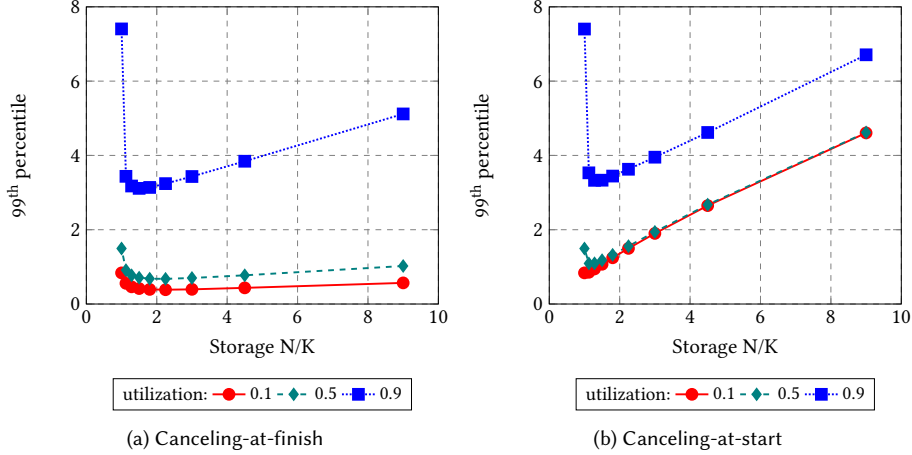 8
6
4
2
0
99th percentile
0 2 4 6 8 10
Storage N/K
utilization: 0.1 0.5 0.9
(a) Canceling-at-finish
8
6
4
2
0
99th percentile
0 2 4 6 8 10
Storage N/K
utilization: 0.1 0.5 0.9
(b) Canceling-at-start